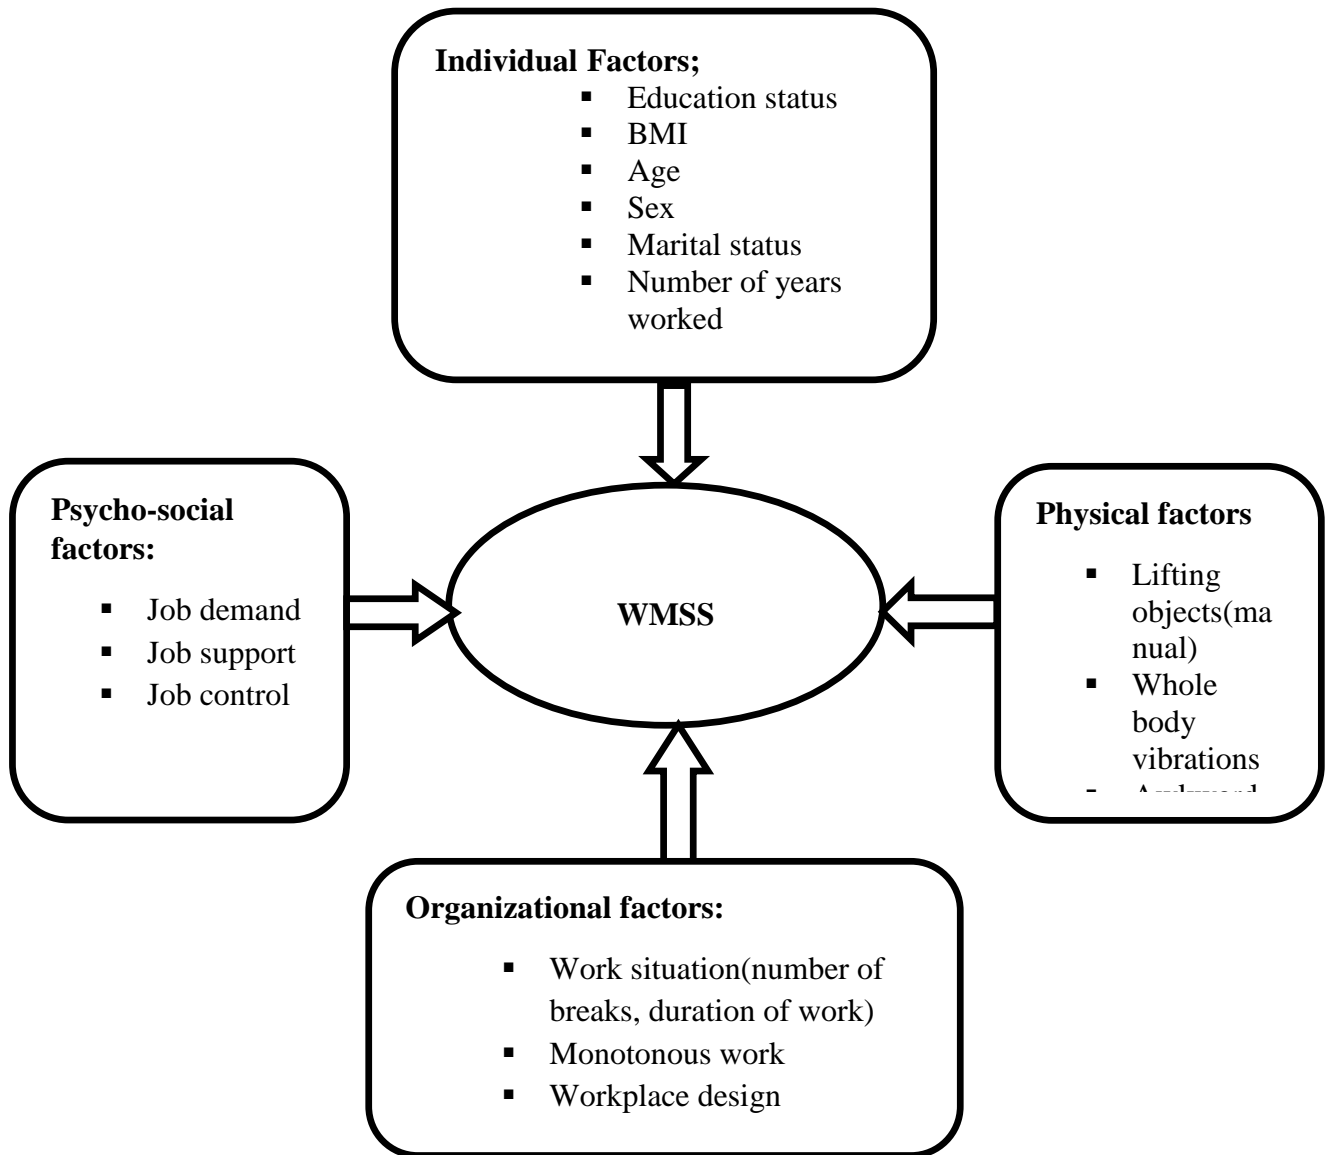 Individual Factors;
▪ Education status
▪ BMI
▪ Age
▪ Sex
▪ Marital status
▪ Number of years
worked
Psycho-social
factors:
▪ Job demand
▪ Job support
▪ Job control
WMSS
Physical factors
▪ Lifting
objects(ma
nual)
▪ Whole
body
vibrations
▪ Awkward
Organizational factors:
▪ Work situation(number of
breaks, duration of work)
▪ Monotonous work
▪ Workplace design